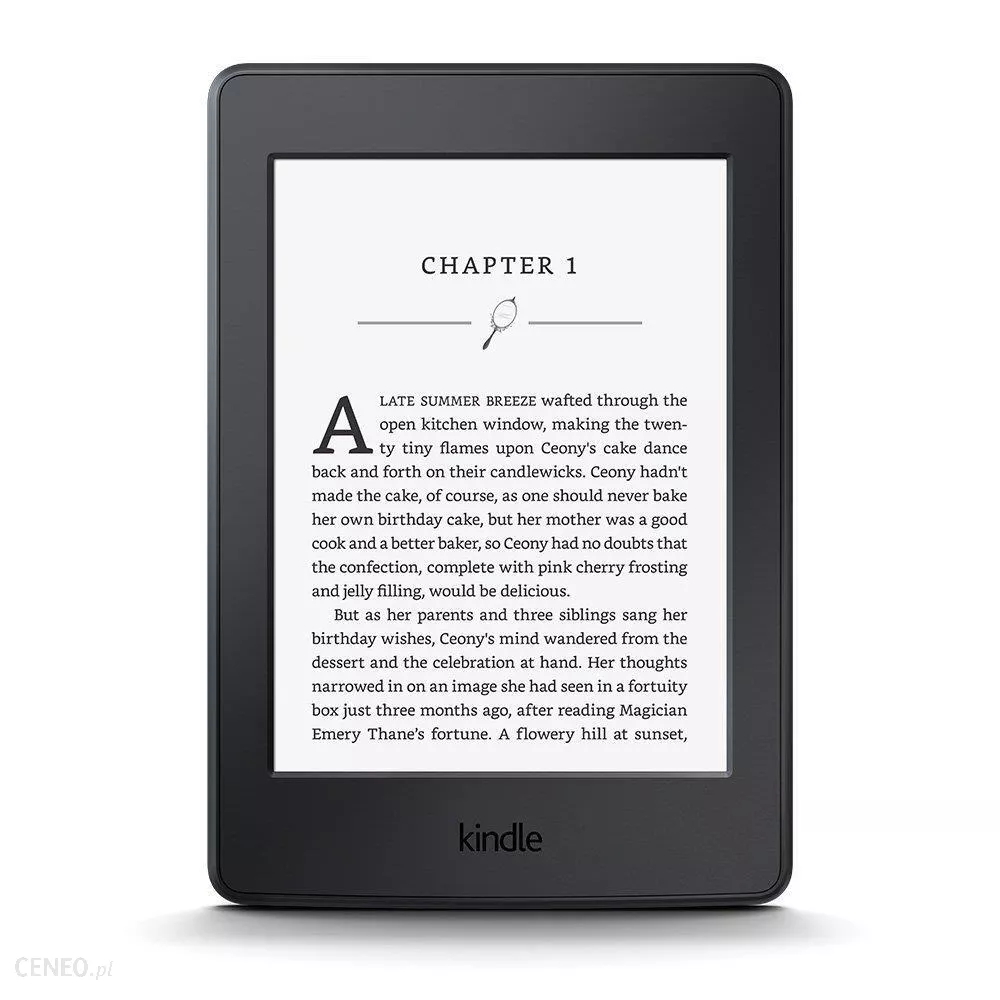 CHAPTER 1
A LATE SUMMER BREEZE wafted through the
open kitchen window, making the twen-
ty tiny flames upon Ceony's cake dance
back and forth on their candlewicks. Ceony hadn't
made the cake, of course, as one should never bake
her own birthday cake, but her mother was a good
cook and a better baker, so Ceony had no doubts that
the confection, complete with pink cherry frosting
and jelly filling, would be delicious.
But as her parents and three siblings sang her
birthday wishes, Ceony's mind wandered from the
dessert and the celebration at hand. Her thoughts
narrowed in on an image she had seen in a fortuity
box just three months ago, after reading Magician
Emery Thane’s fortune. A flowery hill at sunset,
kindle
CENEO.pl